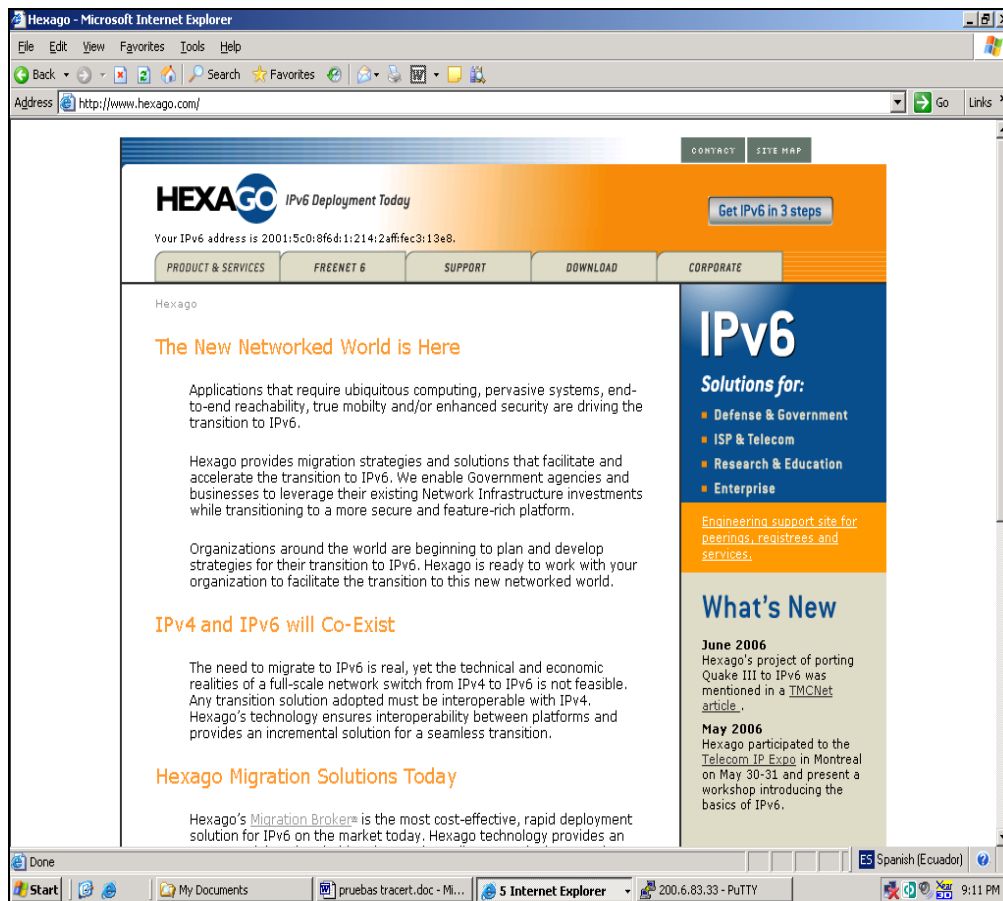 Hexago - Microsoft Internet Explorer
File Edit View Favorites Tools Help
Back Search Favorites
Address http://www.hexago.com/ Go Links
CONTACT SITE MAP
HEXAGO IPv6 Deployment Today
Get IPv6 in 3 steps
Your IPv6 address is 2001:5c0:8f6d:1:214:2aff:fec3:13e8.
PRODUCT & SERVICES FREENET 6 SUPPORT DOWNLOAD CORPORATE
Hexago
The New Networked World is Here
Applications that require ubiquitous computing, pervasive systems, end-
to-end reachability, true mobilty and/or enhanced security are driving the
transition to IPv6.
Hexago provides migration strategies and solutions that facilitate and
accelerate the transition to IPv6. We enable Government agencies and
businesses to leverage their existing Network Infrastructure investments
while transitioning to a more secure and feature-rich platform.
Organizations around the world are beginning to plan and develop
strategies for their transition to IPv6. Hexago is ready to work with your
organization to facilitate the transition to this new networked world.
IPv4 and IPv6 will Co-Exist
The need to migrate to IPv6 is real, yet the technical and economic
realities of a full-scale network switch from IPv4 to IPv6 is not feasible.
Any transition solution adopted must be interoperable with IPv4.
Hexago's technology ensures interoperability between platforms and
provides an incremental solution for a seamless transition.
Hexago Migration Solutions Today
Hexago's Migration Broker is the most cost-effective, rapid deployment
solution for IPv6 on the market today. Hexago technology provides an
IPv6
Solutions for:
Defense & Government
ISP & Telecom
Research & Education
Enterprise
Engineering support site for
peerings, registrees and
services.
What's New
June 2006
Hexago's project of porting
Quake III to IPv6 was
mentioned in a TMCNet
article .
May 2006
Hexago participated to the
Telecom IP Expo in Montreal
on May 30-31 and present a
workshop introducing the
basics of IPv6.
Done
ES Spanish (Ecuador)
Start My Documents pruebas tracert.doc - Mi... 5 Internet Explorer 200.6.83.33 - PuTTY 9:11 PM